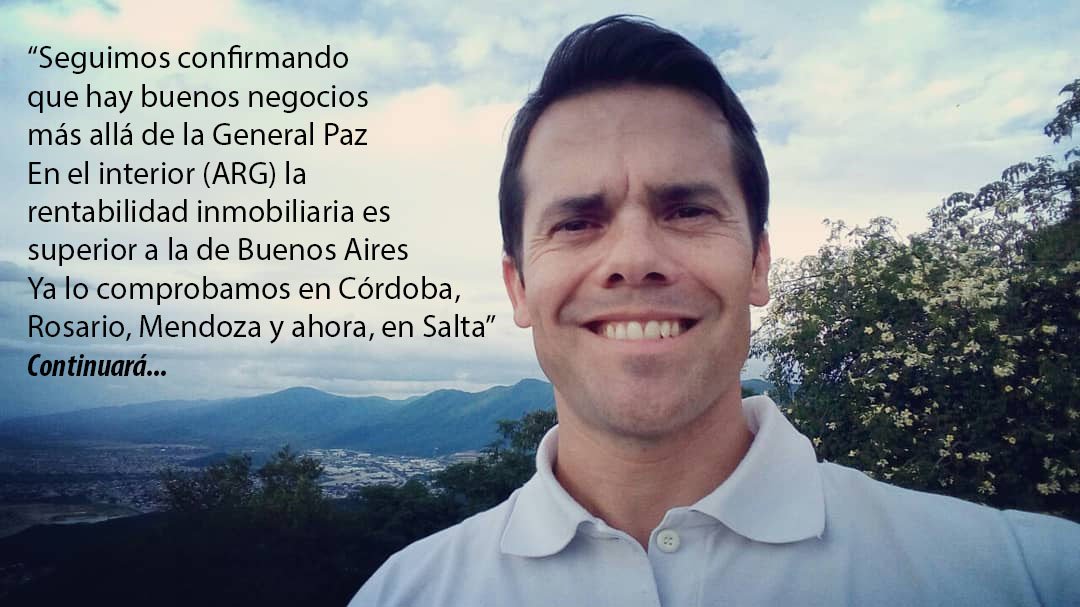 “Seguimos confirmando
que hay buenos negocios
más allá de la General Paz
En el interior (ARG) la
rentabilidad inmobiliaria es
superior a la de Buenos Aires
Ya lo comprobamos en Córdoba,
Rosario, Mendoza y ahora, en Salta”
Continuará...